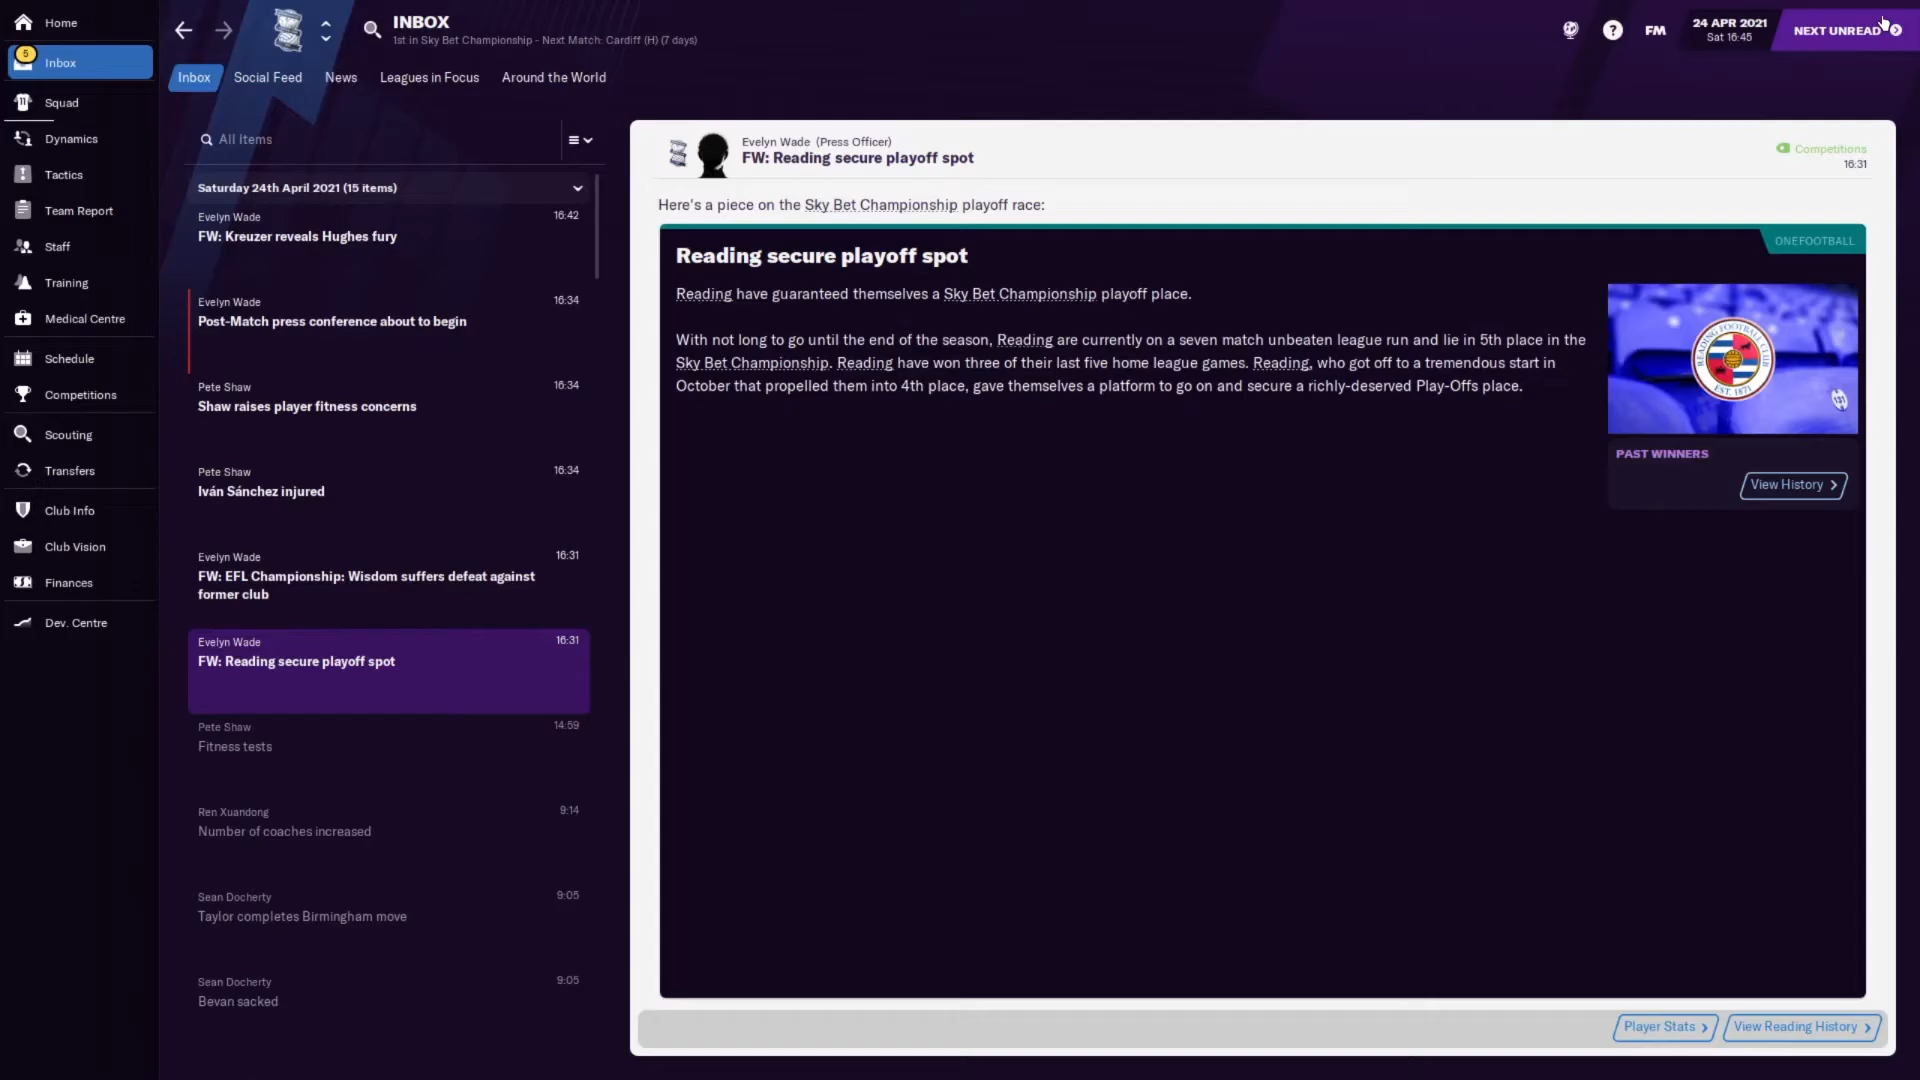 Home
5
Inbox
Squad
Dynamics
Tactics
Team Report
Staff
Training
Medical Centre
Schedule
Competitions
Scouting
Transfers
Club Info
Club Vision
Finances
Dev. Centre
INBOX
1st in Sky Bet Championship - Next Match: Cardiff (H) (7 days)
FM
24 APR 2021
Sat 16:45
NEXT UNREAD
Inbox
Social Feed
News
Leagues in Focus
Around the World
All Items
Saturday 24th April 2021 (15 items)
Evelyn Wade
16:42
FW: Kreuzer reveals Hughes fury
Evelyn Wade
16:34
Post-Match press conference about to begin
Pete Shaw
16:34
Shaw raises player fitness concerns
Pete Shaw
16:34
Iván Sánchez injured
Evelyn Wade
16:31
FW: EFL Championship: Wisdom suffers defeat against
former club
Evelyn Wade
16:31
FW: Reading secure playoff spot
Pete Shaw
14:59
Fitness tests
Ren Xuandong
9:14
Number of coaches increased
Sean Docherty
9:05
Taylor completes Birmingham move
Sean Docherty
9:05
Bevan sacked
Evelyn Wade (Press Officer)
FW: Reading secure playoff spot
Competitions
16:31
Here's a piece on the Sky Bet Championship playoff race:
ONEFOOTBALL
Reading secure playoff spot
Reading have guaranteed themselves a Sky Bet Championship playoff place.
With not long to go until the end of the season, Reading are currently on a seven match unbeaten league run and lie in 5th place in the
Sky Bet Championship. Reading have won three of their last five home league games. Reading, who got off to a tremendous start in
October that propelled them into 4th place, gave themselves a platform to go on and secure a richly-deserved Play-Offs place.
READING FOOTBALL CLUB
EST. 1871
PAST WINNERS
View History
Player Stats
View Reading History